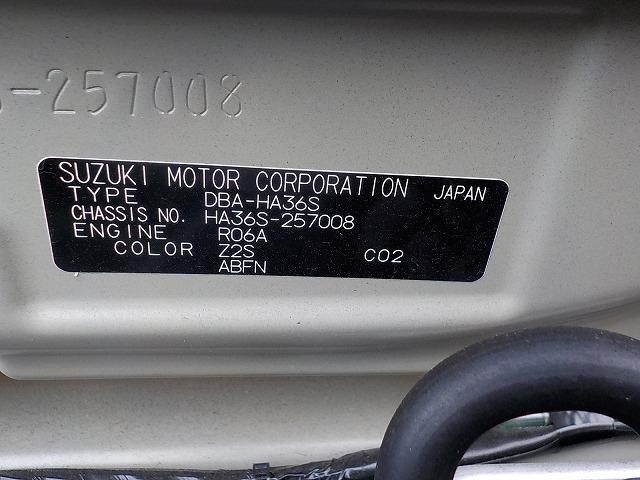 -257008
SUZUKI MOTOR CORPORATION JAPAN
TYPE DBA-HA36S
CHASSIS NO. HA36S-257008
ENGINE R06A
COLOR Z2S C02
ABFN